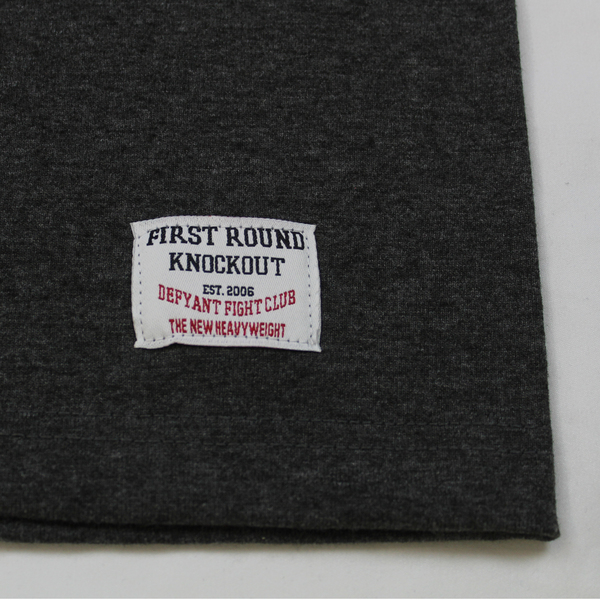 FIRST ROUND
KNOCKOUT
EST. 2006
DEFYANT FIGHT CLUB
THE NEW HEAVYWEIGHT